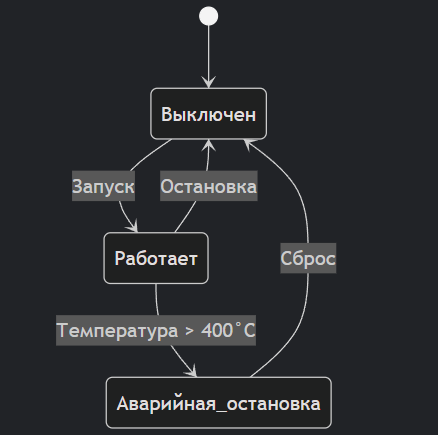 Выключен
Запуск
Остановка
Работает
Сброс
Температура > 400°C
Аварийная_остановка